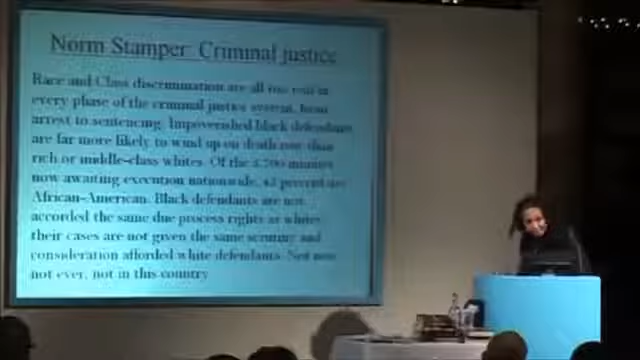 Norm Stamper: Criminal justice
Race and Class discrimination are all too real in
every phase of the criminal justice system, from
arrest to sentencing. Impoverished black defendants
are far more likely to wind up on death row than
rich or middle-class whites. Of the 3,700 inmates
now awaiting execution nationwide, percent are
African-American. Black defendants are not
accorded the same due process rights as whites,
their cases are not given the same scrutiny and
consideration afforded white defendants. Not now
not ever, not in this country